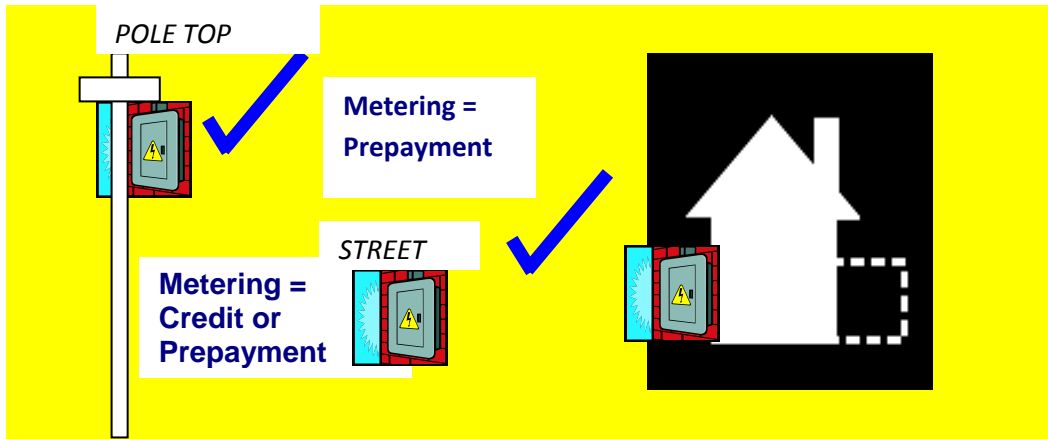 POLE TOP
Metering =
Prepayment
STREET
Metering =
Credit or
Prepayment